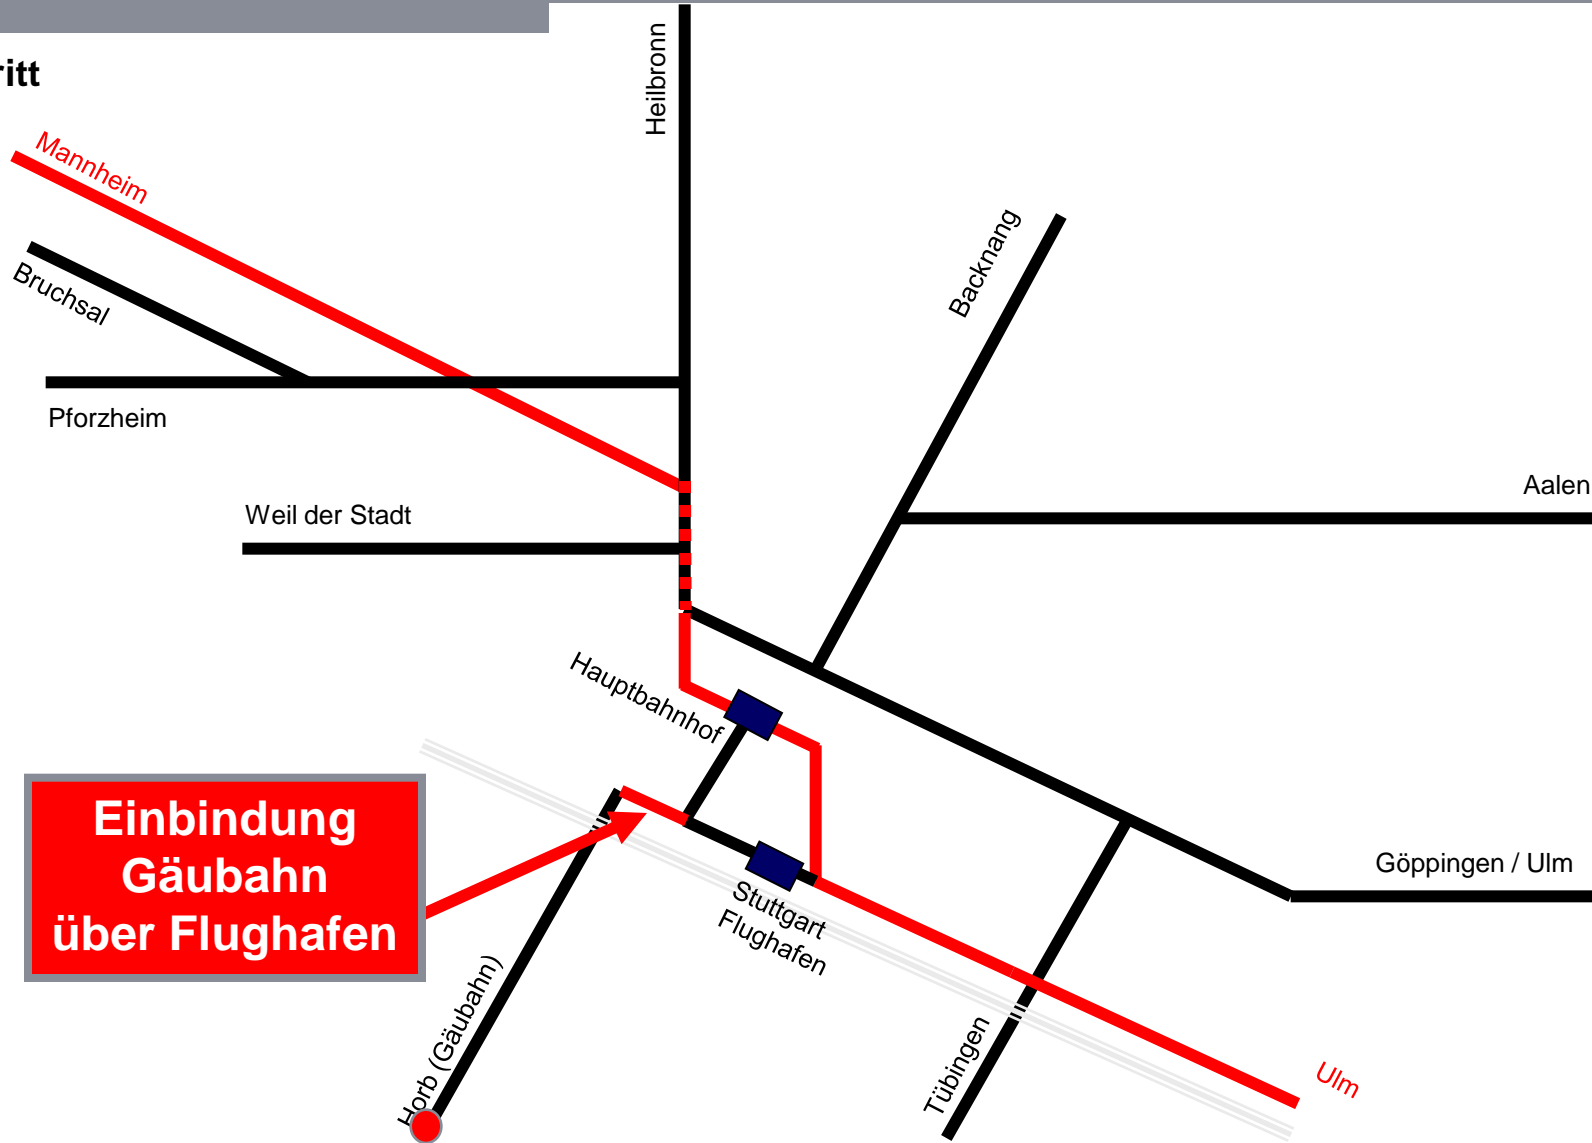 ritt
Heilbronn
Mannheim
Bruchsal
Backnang
Pforzheim
Aalen
Weil der Stadt
Hauptbahnhof
Einbindung
Gäubahn
über Flughafen
Göppingen / Ulm
Stuttgart
Flughafen
Horb (Gäubahn)
Tübingen
Ulm